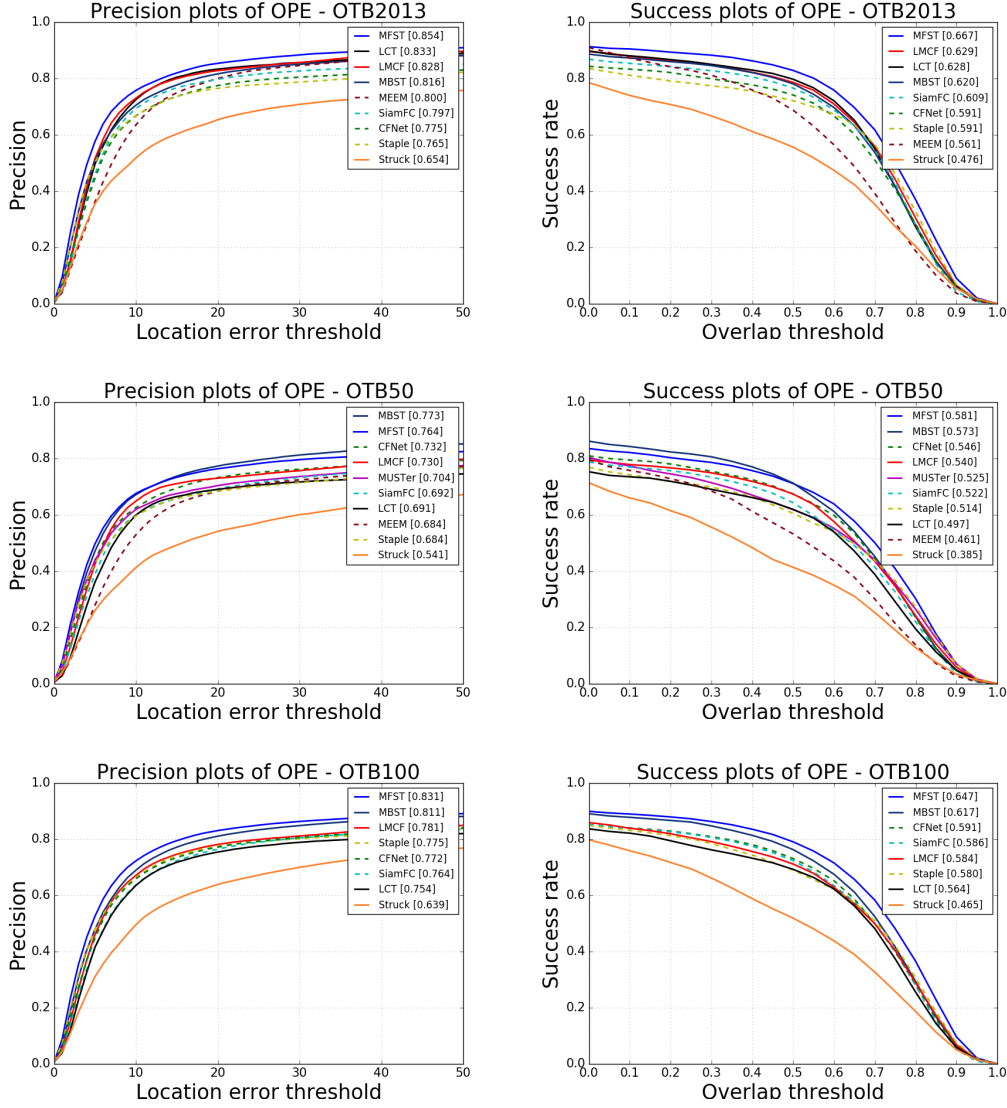 Precision plots of OPE - OTB2013
1.0
0.8
0.6
0.4
0.2
0.0
Precision
MFST [0.854]
LCT [0.833]
LMCF [0.828]
MBST [0.816]
MEEM [0.800]
SiamFC [0.797]
CFNet [0.775]
Staple [0.765]
Struck [0.654]
0 10 20 30 40 50
Location error threshold
Success plots of OPE - OTB2013
1.0
0.8
0.6
0.4
0.2
0.0
Success rate
MFST [0.667]
LMCF [0.629]
LCT [0.628]
MBST [0.620]
SiamFC [0.609]
CFNet [0.591]
Staple [0.591]
MEEM [0.561]
Struck [0.476]
0.0 0.1 0.2 0.3 0.4 0.5 0.6 0.7 0.8 0.9 1.0
Overlap threshold
Precision plots of OPE - OTB50
1.0
0.8
0.6
0.4
0.2
0.0
Precision
MBST [0.773]
MFST [0.764]
CFNet [0.732]
LMCF [0.730]
MUSTer [0.704]
SiamFC [0.692]
LCT [0.691]
MEEM [0.684]
Staple [0.684]
Struck [0.541]
0 10 20 30 40 50
Location error threshold
Success plots of OPE - OTB50
1.0
0.8
0.6
0.4
0.2
0.0
Success rate
MFST [0.581]
MBST [0.573]
CFNet [0.546]
LMCF [0.540]
MUSTer [0.525]
SiamFC [0.522]
Staple [0.514]
LCT [0.497]
MEEM [0.461]
Struck [0.385]
0.0 0.1 0.2 0.3 0.4 0.5 0.6 0.7 0.8 0.9 1.0
Overlap threshold
Precision plots of OPE - OTB100
1.0
0.8
0.6
0.4
0.2
0.0
Precision
MFST [0.831]
MBST [0.811]
LMCF [0.781]
Staple [0.775]
CFNet [0.772]
SiamFC [0.764]
LCT [0.754]
Struck [0.639]
0 10 20 30 40 50
Location error threshold
Success plots of OPE - OTB100
1.0
0.8
0.6
0.4
0.2
0.0
Success rate
MFST [0.647]
MBST [0.617]
CFNet [0.591]
SiamFC [0.586]
LMCF [0.584]
Staple [0.580]
LCT [0.564]
Struck [0.465]
0.0 0.1 0.2 0.3 0.4 0.5 0.6 0.7 0.8 0.9 1.0
Overlap threshold